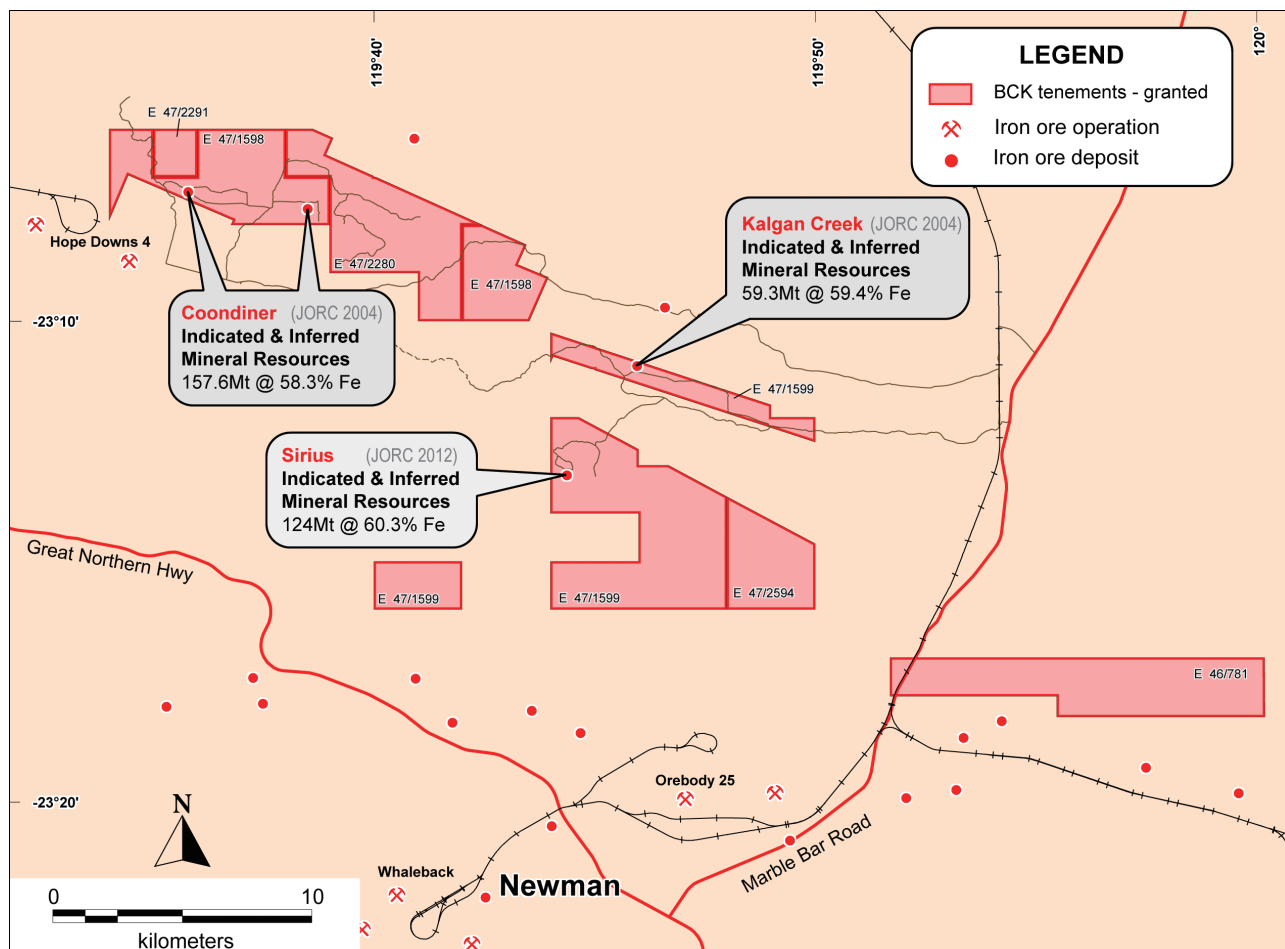 119°40'
119°50'
120°
LEGEND
BCK tenements - granted
Iron ore operation
Iron ore deposit
E 47/2291
E 47/1598
Hope Downs 4
E 47/2280
E 47/1598
Coondiner (JORC 2004)
Indicated & Inferred
Mineral Resources
157.6Mt @ 58.3% Fe
Kalgan Creek (JORC 2004)
Indicated & Inferred
Mineral Resources
59.3Mt @ 59.4% Fe
-23°10'
E 47/1599
Sirius (JORC 2012)
Indicated & Inferred
Mineral Resources
124Mt @ 60.3% Fe
Great Northern Hwy
E 47/1599
E 47/1599
E 47/2594
E 46/781
-23°20'
Orebody 25
Marble Bar Road
Whaleback
Newman
N
0 10
kilometers